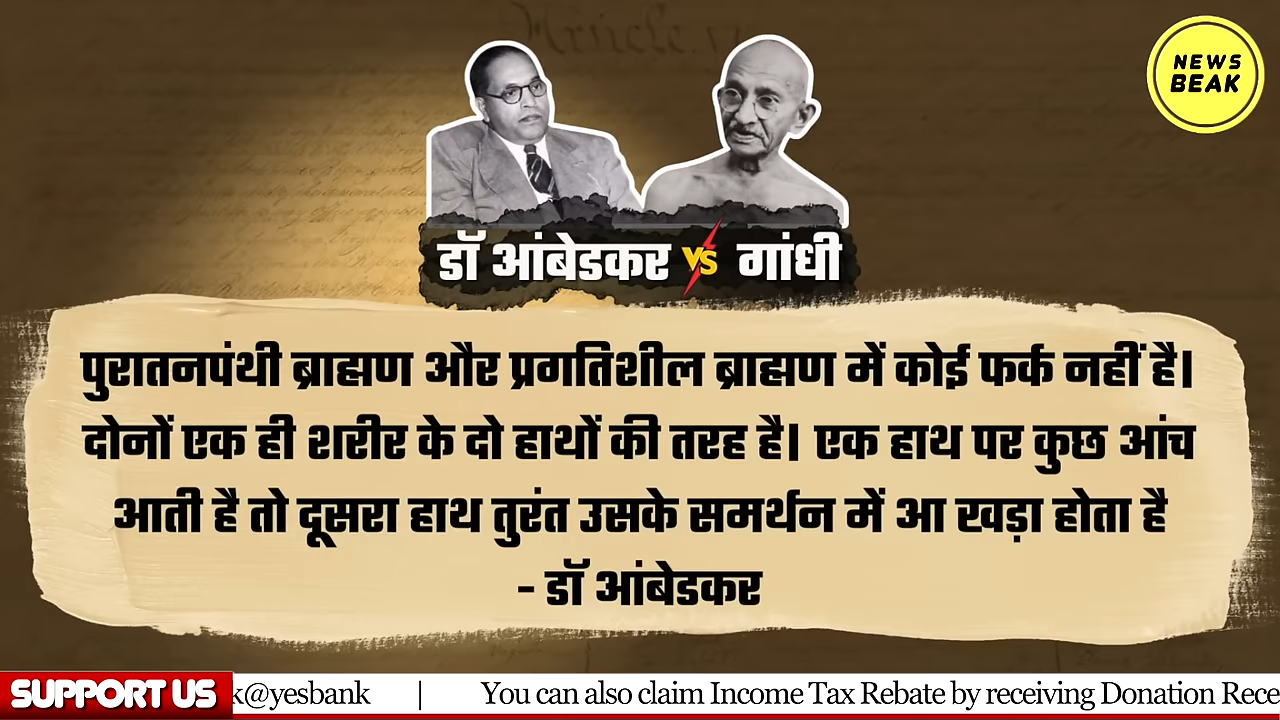 NEWS
BEAK
डॉ आंबेडकर VS गांधी
पुरातनपंथी ब्राह्मण और प्रगतिशील ब्राह्मण में कोई फर्क नहीं है।
दोनों एक ही शरीर के दो हाथों की तरह है। एक हाथ पर कुछ आंच
आती है तो दूसरा हाथ तुरंत उसके समर्थन में आ खड़ा होता है
- डॉ आंबेडकर
SUPPORT US k@yesbank | You can also claim Income Tax Rebate by receiving Donation Rece